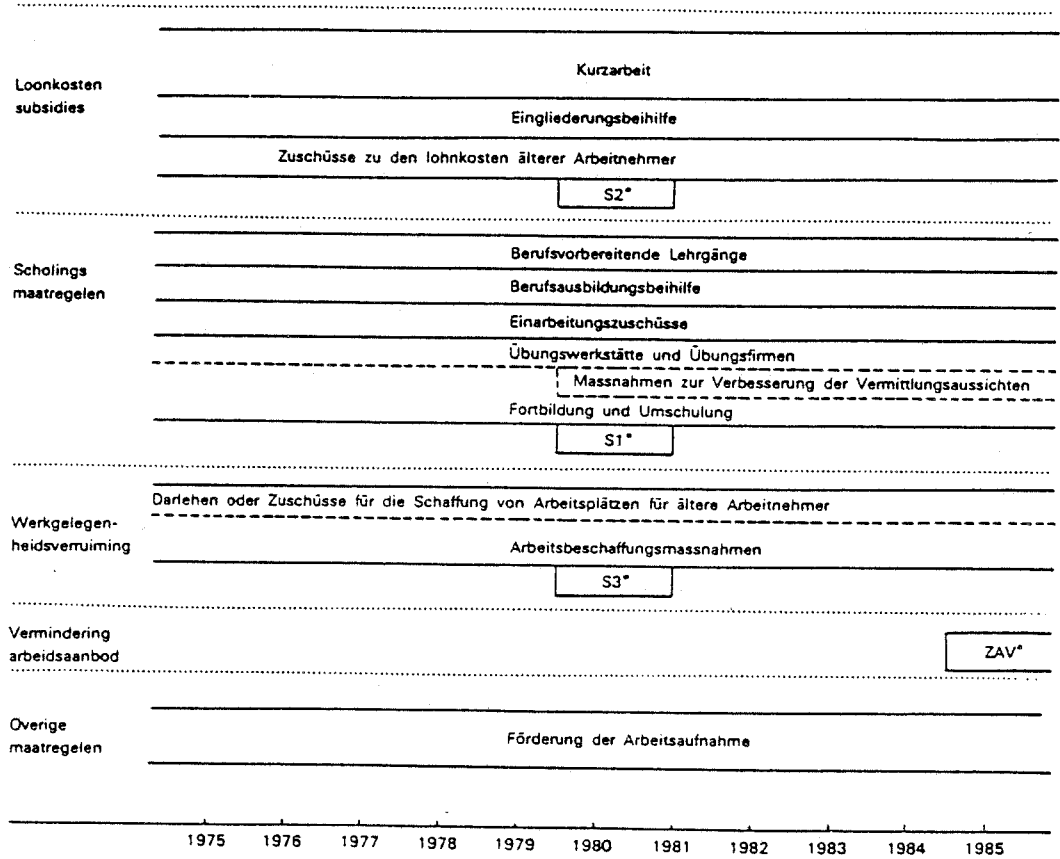 Loonkosten
subsidies
Kurzarbeit
Eingliederungsbeihilfe
Zuschüsse zu den lohnkosten älterer Arbeitnehmer
S2*
Scholings
maatregelen
Berufsvorbereitende Lehrgänge
Berufsausbildungsbeihilfe
Einarbeitungszuschüsse
Übungswerkstätte und Übungsfirmen
Massnahmen zur Verbesserung der Vermittlungsaussichten
Fortbildung und Umschulung
S1*
Werkgelegen-
heidsverruiming
Darlehen oder Zuschüsse für die Schaffung von Arbeitsplätzen für ältere Arbeitnehmer
Arbeitsbeschaffungsmassnahmen
S3*
Vermindering
arbeidsaanbod
ZAV*
Overige
maatregelen
Förderung der Arbeitsaufnahme
1975 1976 1977 1978 1979 1980 1981 1982 1983 1984 1985